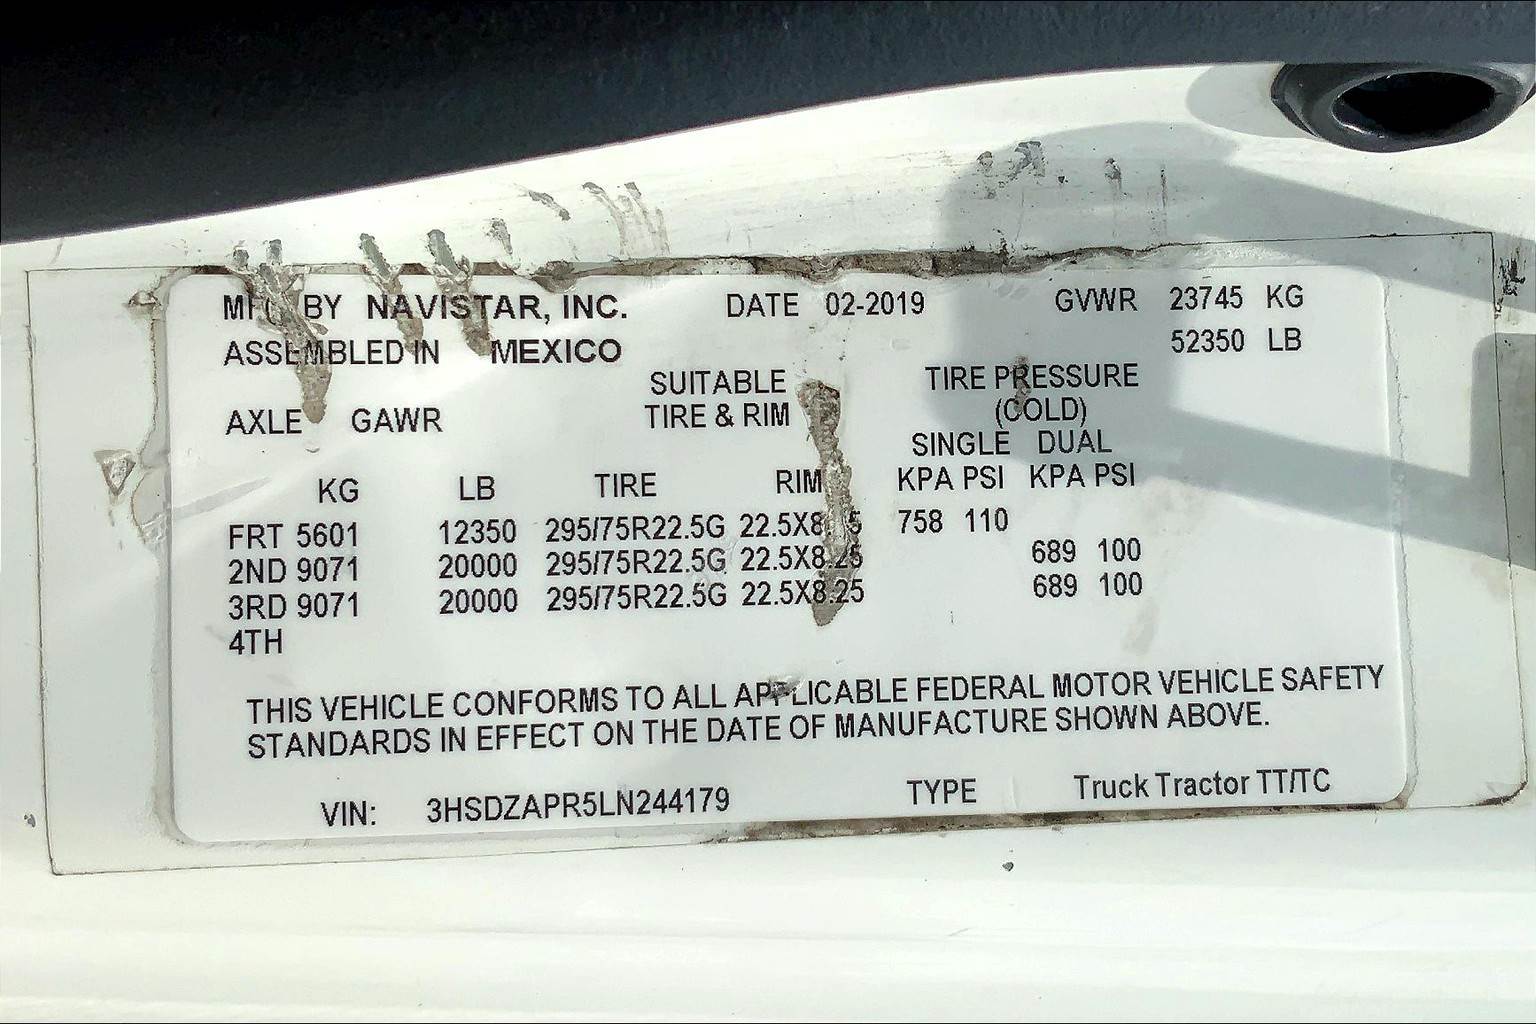 MFG BY NAVISTAR, INC. DATE 02-2019 GVWR 23745 KG
ASSEMBLED IN MEXICO 52350 LB
SUITABLE TIRE PRESSURE
AXLE GAWR TIRE & RIM (COLD)
SINGLE DUAL
KG LB TIRE RIM KPA PSI KPA PSI
FRT 5601 12350 295/75R22.5G 22.5X8.25 758 110
2ND 9071 20000 295/75R22.5G 22.5X8.25 689 100
3RD 9071 20000 295/75R22.5G 22.5X8.25 689 100
4TH
THIS VEHICLE CONFORMS TO ALL APPLICABLE FEDERAL MOTOR VEHICLE SAFETY
STANDARDS IN EFFECT ON THE DATE OF MANUFACTURE SHOWN ABOVE.
VIN: 3HSDZAPR5LN244179 TYPE Truck Tractor TT/TC